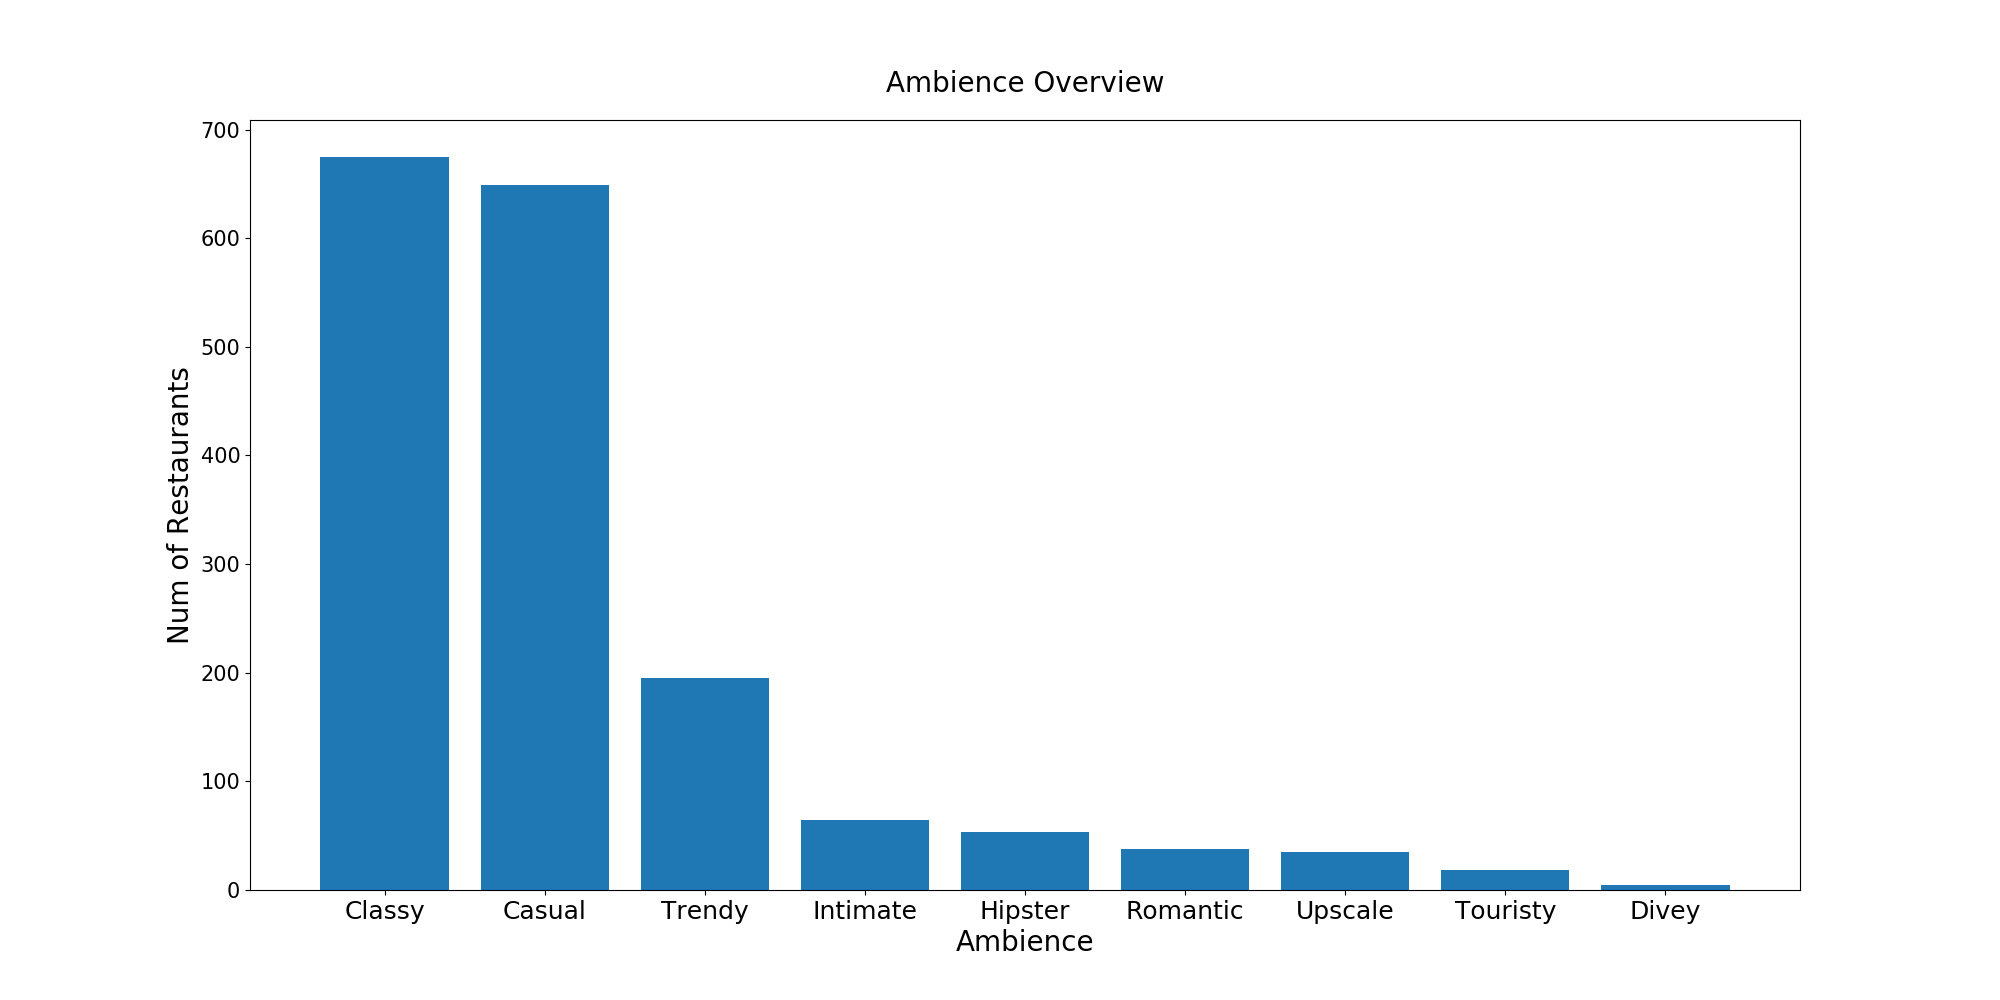 Ambience Overview
700
600
500
400
300
200
100
0
Num of Restaurants
Classy Casual Trendy Intimate Hipster Romantic Upscale Touristy Divey
Ambience